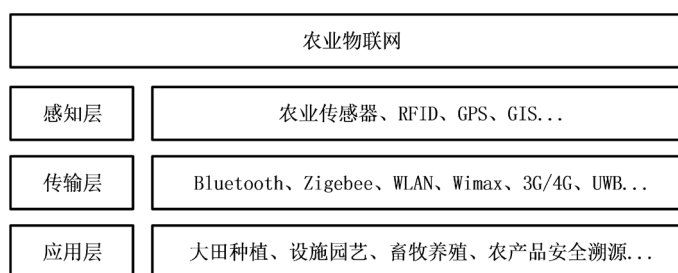 农业物联网
感知层 农业传感器、RFID、GPS、GIS...
传输层 Bluetooth、Zigebee、WLAN、Wimax、3G/4G、UWB...
应用层 大田种植、设施园艺、畜牧养殖、农产品安全溯源...